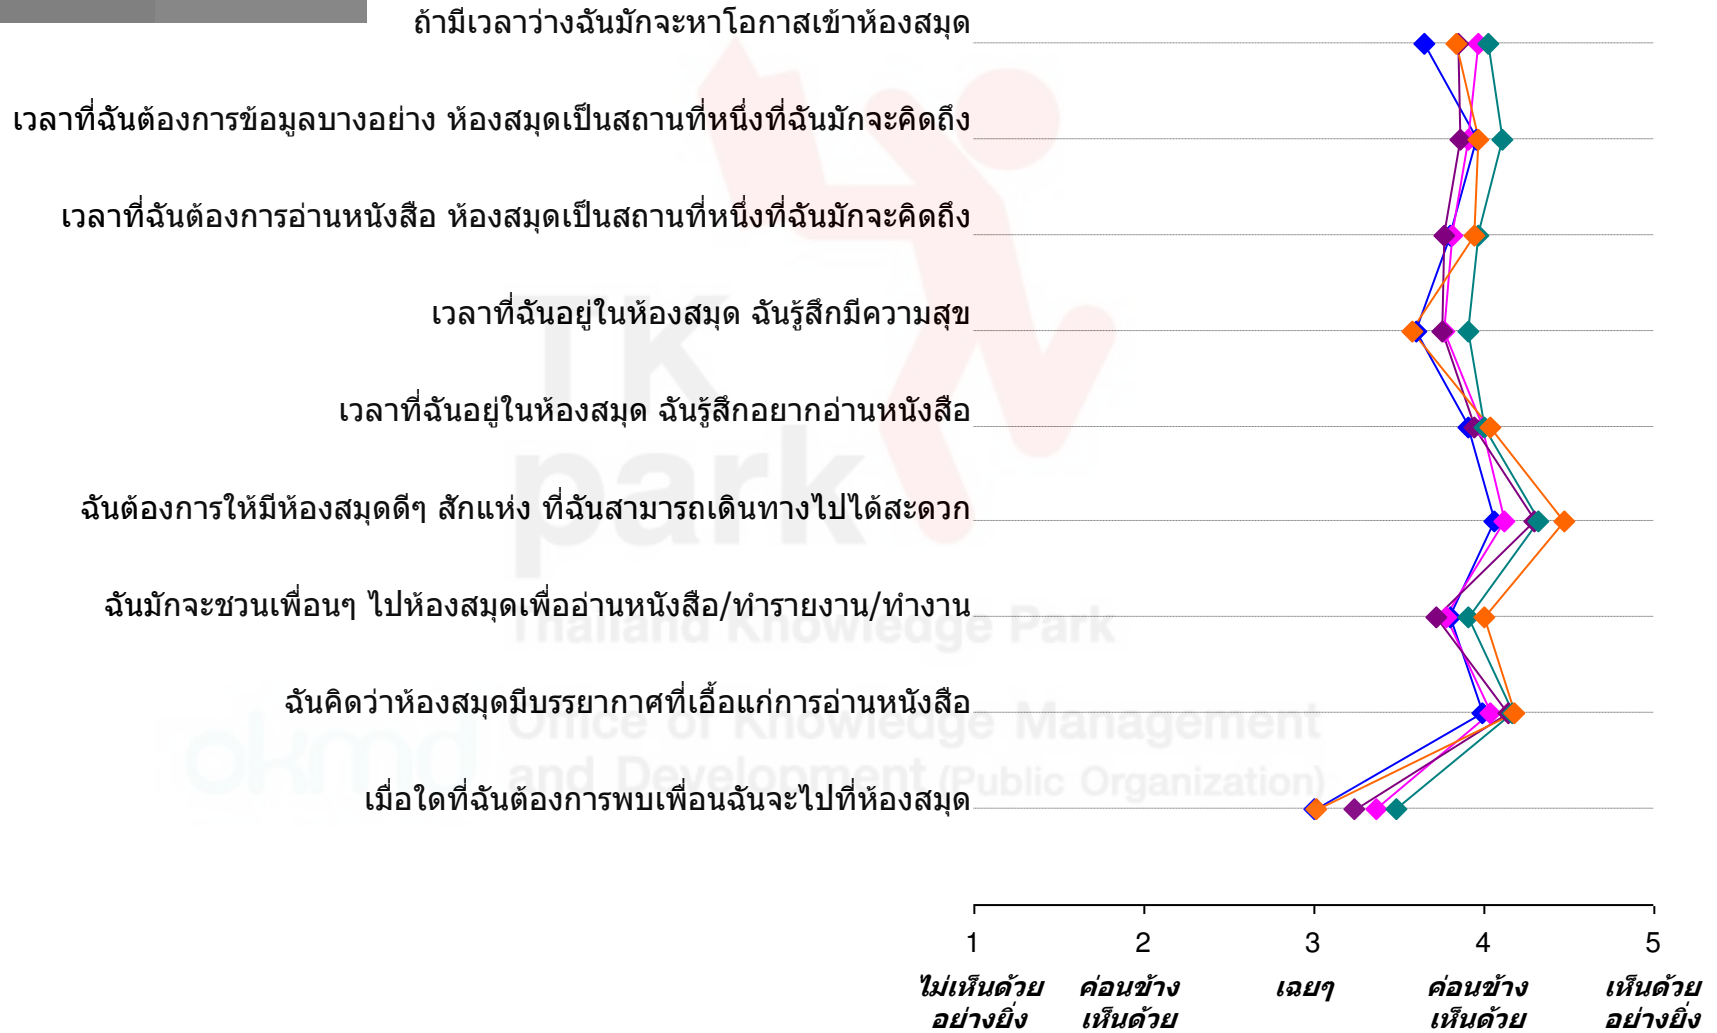 ถ้ามีเวลาว่างฉันมักจะหาโอกาสเข้าห้องสมุด
เวลาที่ฉันต้องการข้อมูลบางอย่าง ห้องสมุดเป็นสถานที่หนึ่งที่ฉันมักจะคิดถึง
เวลาที่ฉันต้องการอ่านหนังสือ ห้องสมุดเป็นสถานที่หนึ่งที่ฉันมักจะคิดถึง
เวลาที่ฉันอยู่ในห้องสมุด ฉันรู้สึกมีความสุข
TK
เวลาที่ฉันอยู่ในห้องสมุด ฉันรู้สึกอยากอ่านหนังสือ
park
ฉันต้องการให้มีห้องสมุดดีๆ สักแห่ง ที่ฉันสามารถเดินทางไปได้สะดวก
ฉันมักจะชวนเพื่อนๆ ไปห้องสมุดเพื่ออ่านหนังสือ/ทำรายงาน/ทำงาน
Thailand Knowledge Park
ฉันคิดว่าห้องสมุดมีบรรยากาศที่เอื้อแก่การอ่านหนังสือ
okmd
Office of Knowledge Management
and Development (Public Organization)
เมื่อใดที่ฉันต้องการพบเพื่อนฉันจะไปที่ห้องสมุด
1 2 3 4 5
ไม่เห็นด้วย ค่อนข้าง เฉยๆ ค่อนข้าง เห็นด้วย
อย่างยิ่ง เห็นด้วย เห็นด้วย อย่างยิ่ง